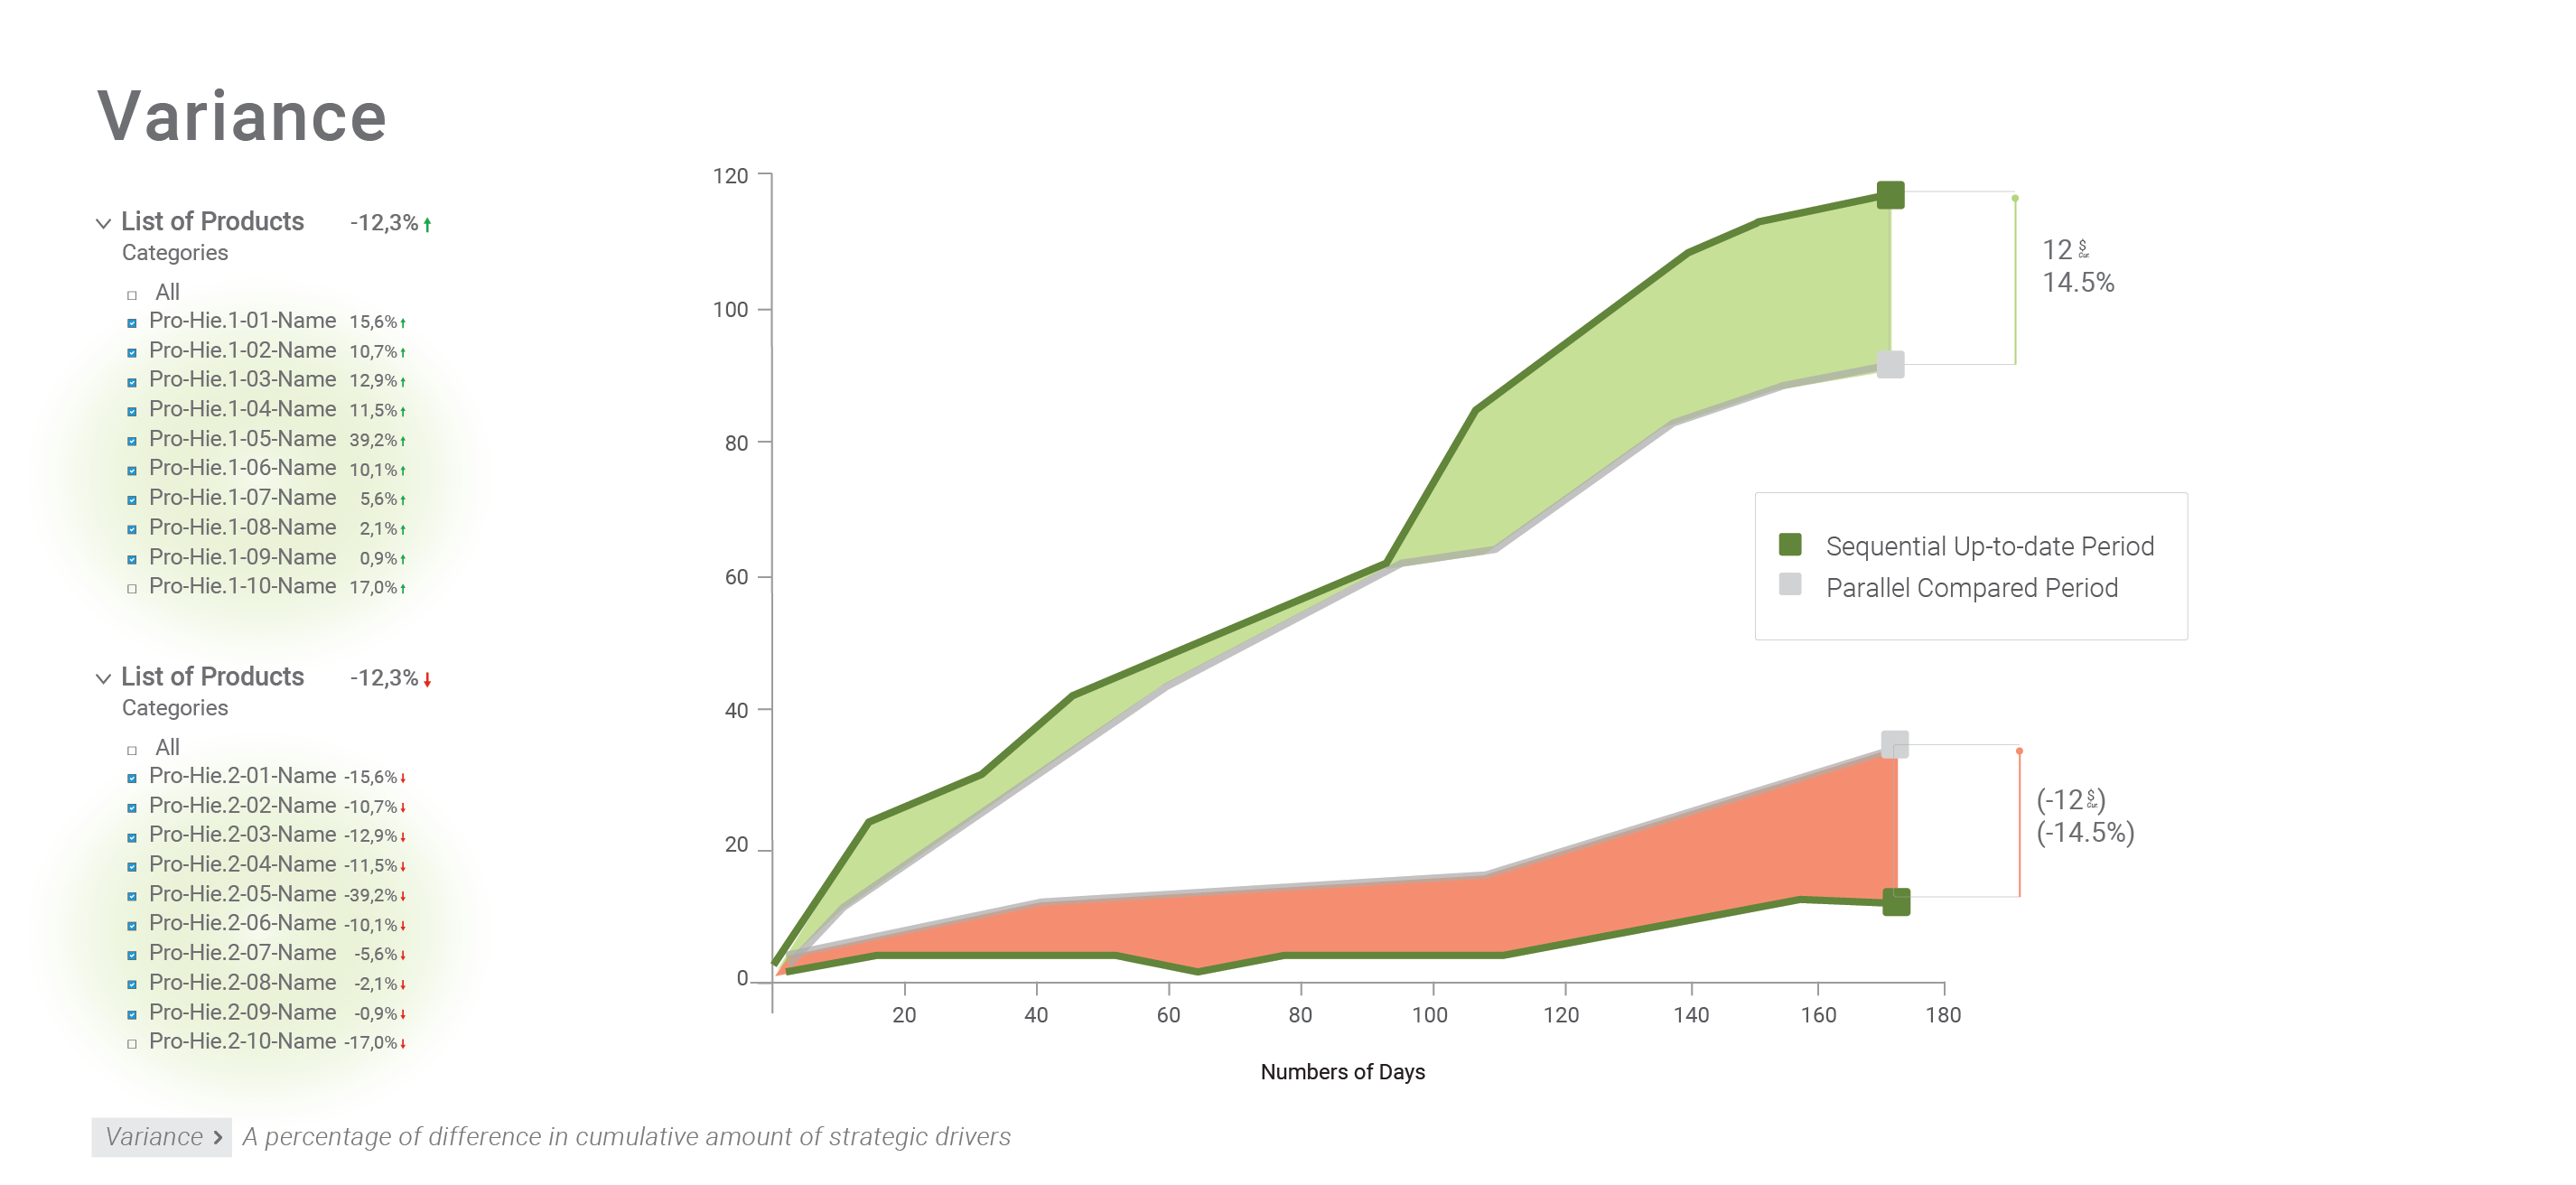 Variance
List of Products -12,3%
Categories
All
Pro-Hie.1-01-Name 15,6%
Pro-Hie.1-02-Name 10,7%
Pro-Hie.1-03-Name 12,9%
Pro-Hie.1-04-Name 11,5%
Pro-Hie.1-05-Name 39,2%
Pro-Hie.1-06-Name 10,1%
Pro-Hie.1-07-Name 5,6%
Pro-Hie.1-08-Name 2,1%
Pro-Hie.1-09-Name 0,9%
Pro-Hie.1-10-Name 17,0%
List of Products -12,3%
Categories
All
Pro-Hie.2-01-Name -15,6%
Pro-Hie.2-02-Name -10,7%
Pro-Hie.2-03-Name -12,9%
Pro-Hie.2-04-Name -11,5%
Pro-Hie.2-05-Name -39,2%
Pro-Hie.2-06-Name -10,1%
Pro-Hie.2-07-Name -5,6%
Pro-Hie.2-08-Name -2,1%
Pro-Hie.2-09-Name -0,9%
Pro-Hie.2-10-Name -17,0%
120
100
80
60
40
20
0
20 40 60 80 100 120 140 160 180
Numbers of Days
12 $
14.5%
Sequential Up-to-date Period
Parallel Compared Period
(-12 $)
(-14.5%)
Variance > A percentage of difference in cumulative amount of strategic drivers